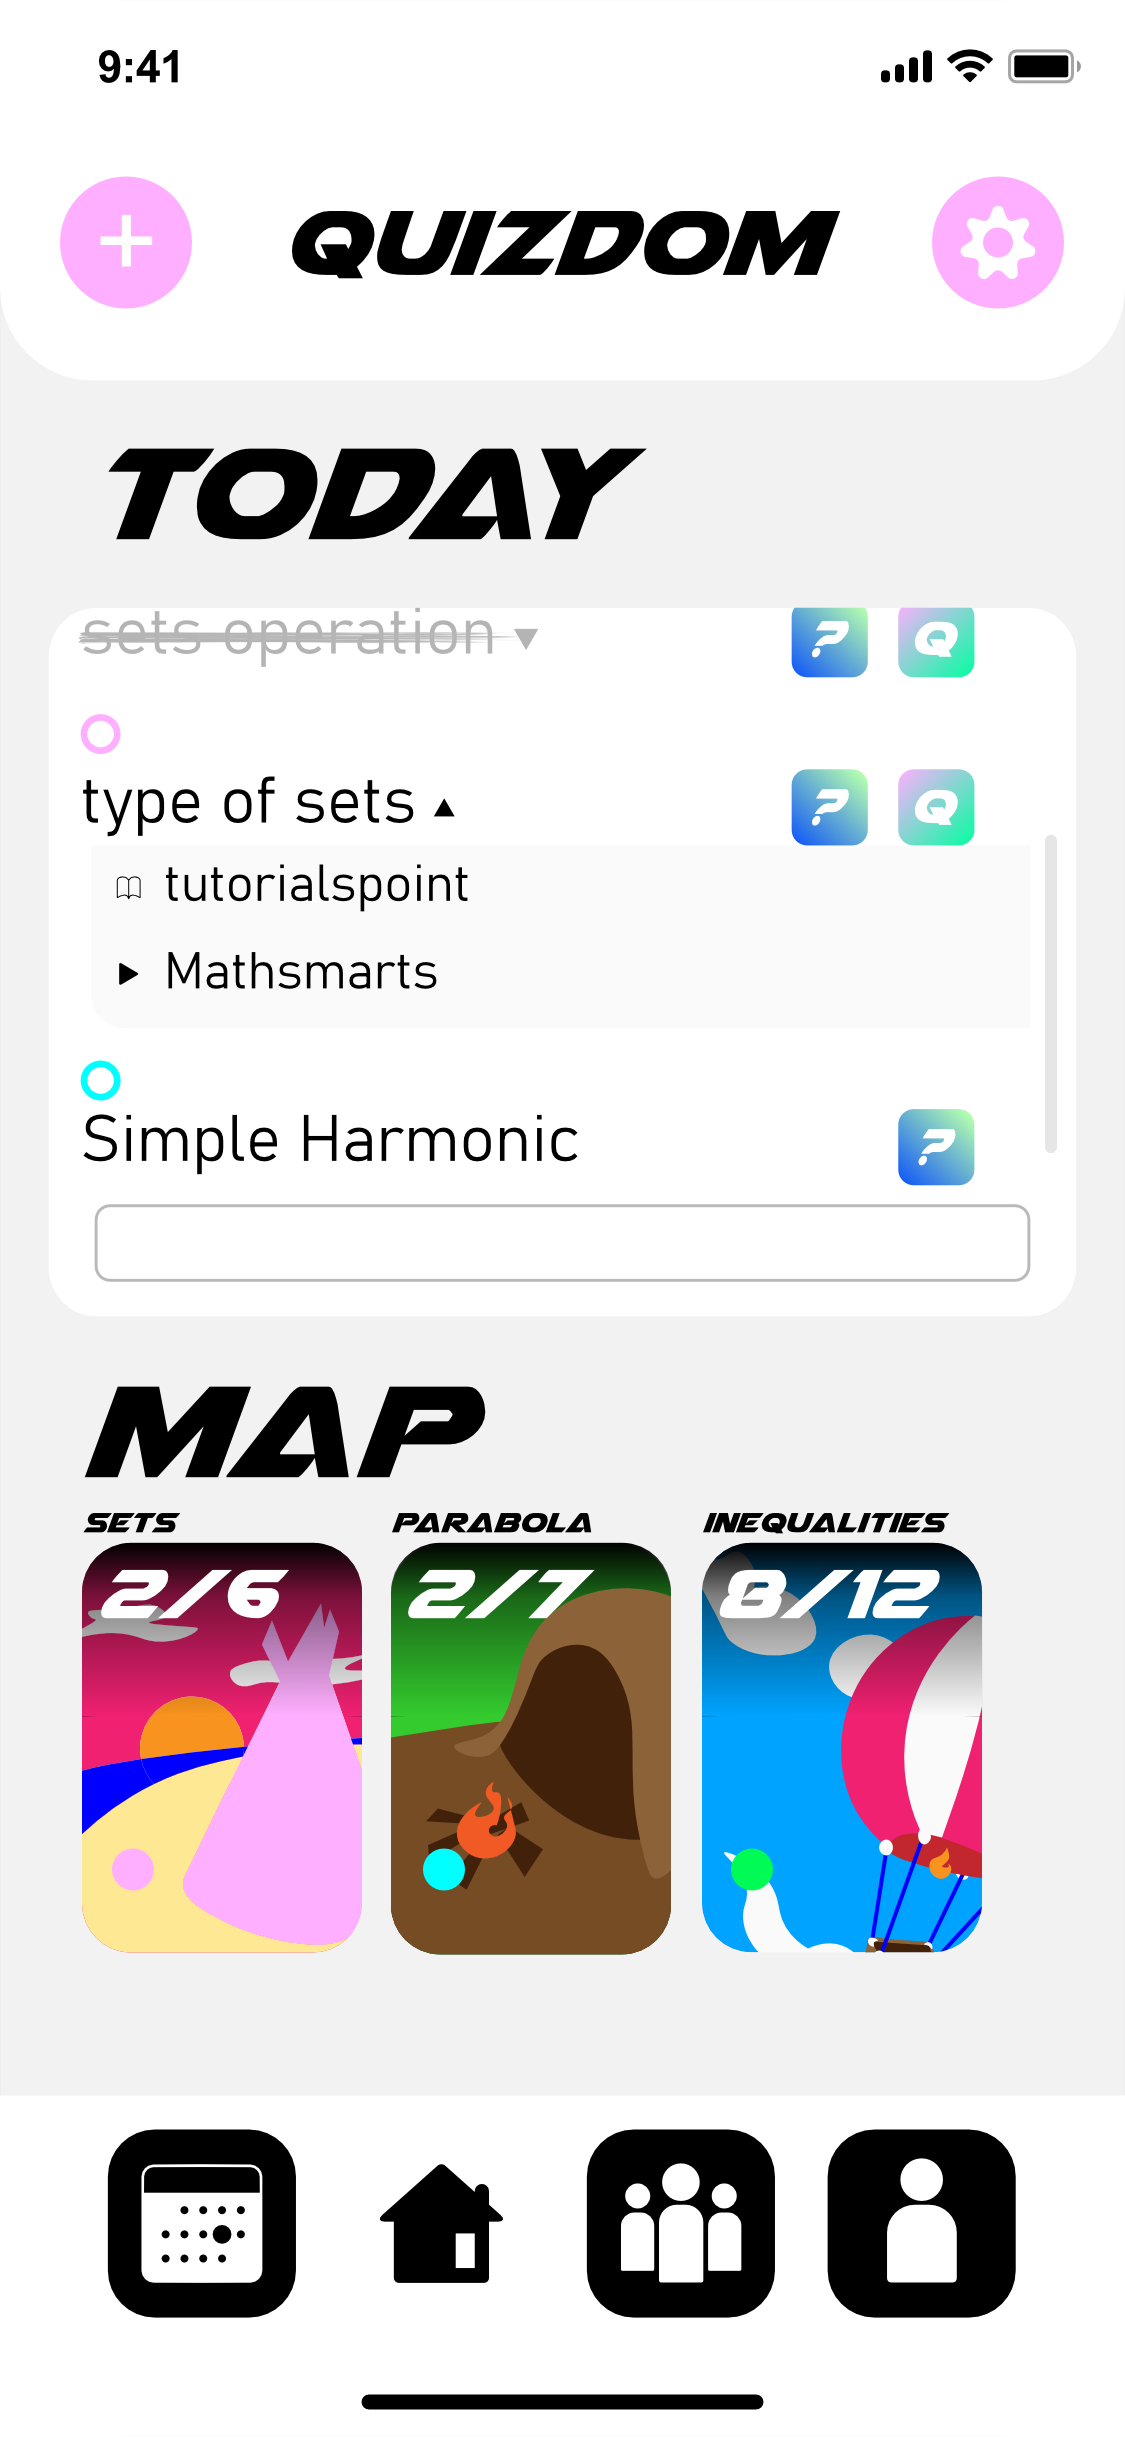 9:41
QUIZDOM
TODAY
sets operation ▼ ? Q
type of sets ▲ ? Q
tutorialspoint
Mathsmarts
Simple Harmonic ?
MAP
SETS PARABOLA INEQUALITIES
2/6 2/7 8/12